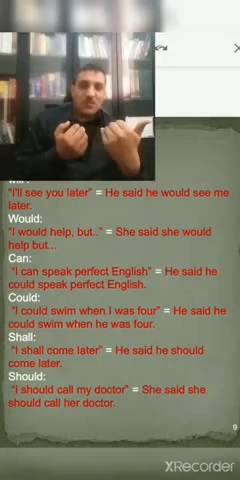 "I'll see you later" = He said he would see me
later.
Would:
"I would help, but.." = She said she would
help but...
Can:
"I can speak perfect English" = He said he
could speak perfect English.
Could:
"I could swim when I was four" = He said he
could swim when he was four.
Shall:
"I shall come later" = He said he should
come later.
Should:
"I should call my doctor" = She said she
should call her doctor.
9
XRecorder